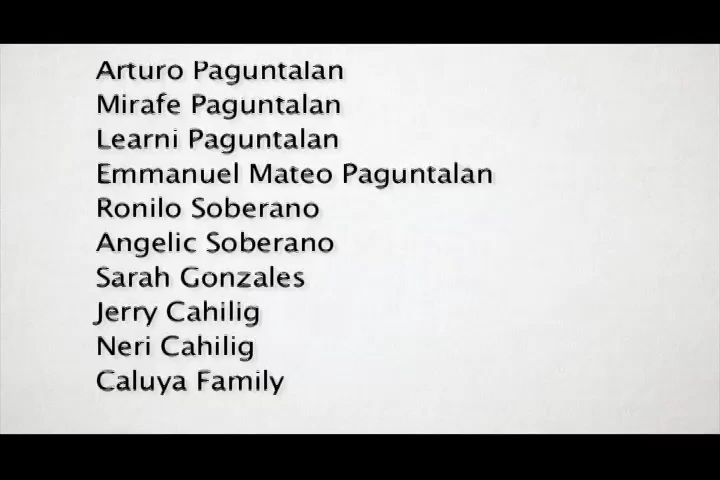 Arturo Paguntalan
Mirafe Paguntalan
Learni Paguntalan
Emmanuel Mateo Paguntalan
Ronilo Soberano
Angelic Soberano
Sarah Gonzales
Jerry Cahilig
Neri Cahilig
Caluya Family